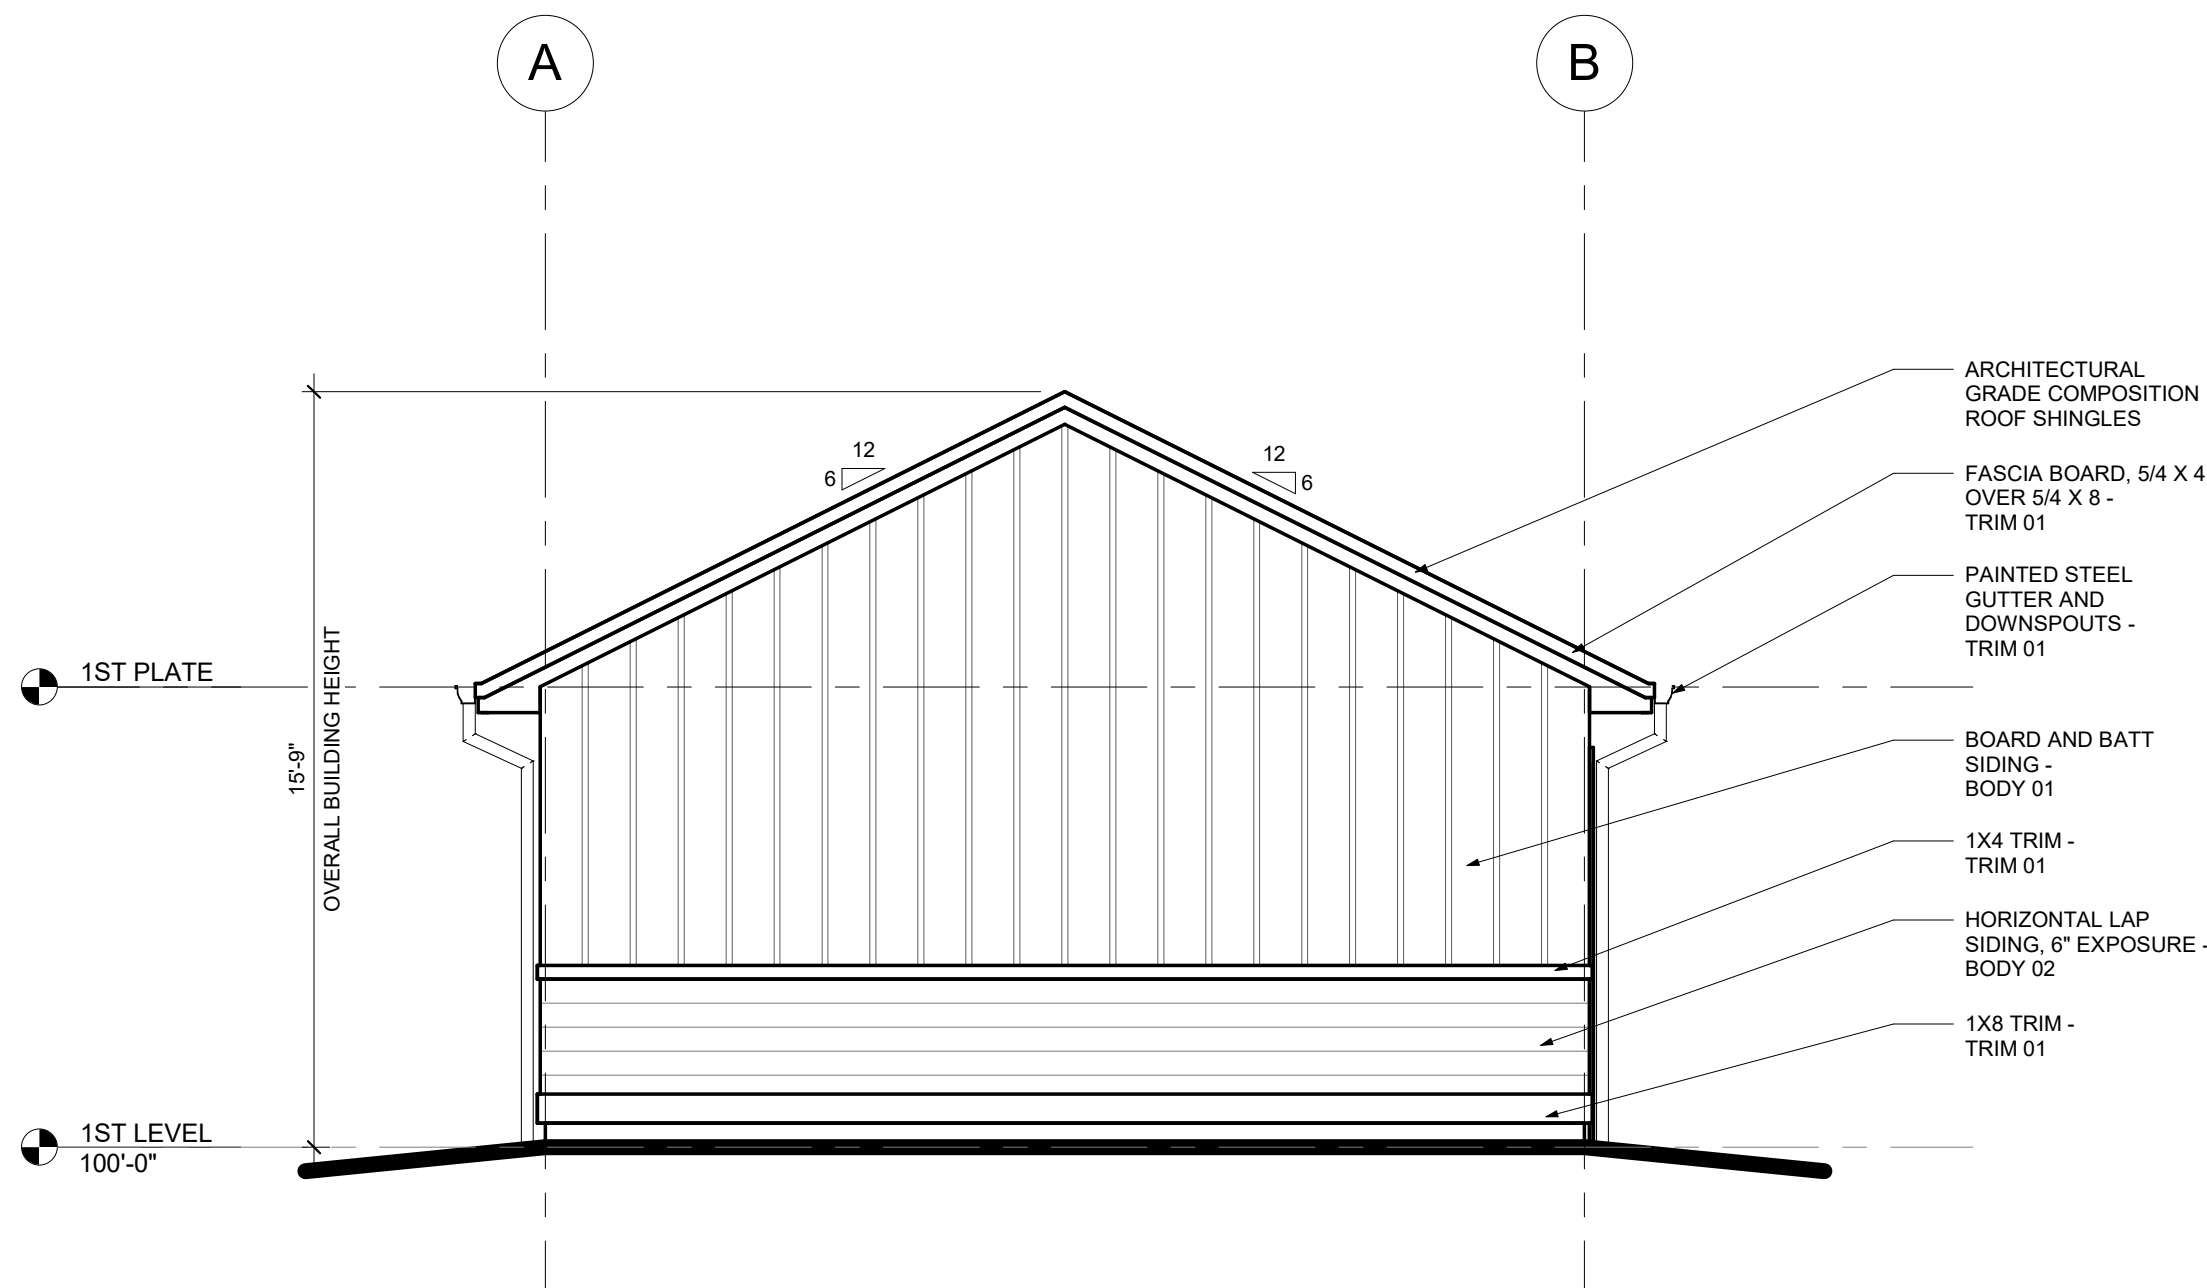 A
B
ARCHITECTURAL
GRADE COMPOSITION
ROOF SHINGLES
12
6
12
6
FASCIA BOARD, 5/4 X 4
OVER 5/4 X 8 -
TRIM 01
PAINTED STEEL
GUTTER AND
DOWNSPOUTS -
TRIM 01
1ST PLATE
15'-9"
OVERALL BUILDING HEIGHT
BOARD AND BATT
SIDING -
BODY 01
1X4 TRIM -
TRIM 01
HORIZONTAL LAP
SIDING, 6" EXPOSURE -
BODY 02
1X8 TRIM -
TRIM 01
1ST LEVEL
100'-0"